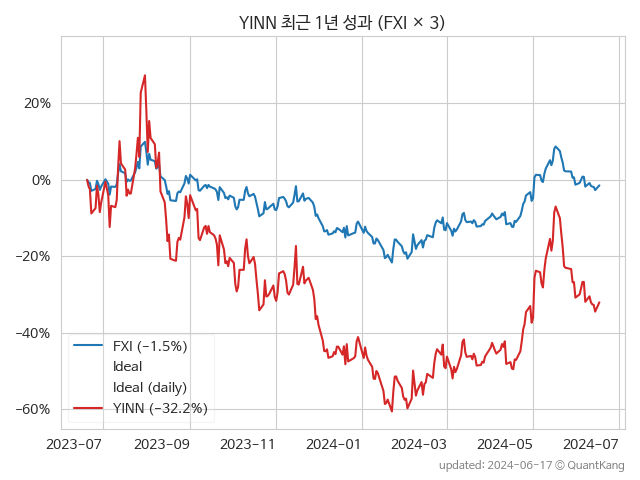 YINN 최근 1년 성과 (FXI × 3)
20%
0%
−20%
−40%
−60%
FXI (−1.5%)
Ideal
Ideal (daily)
YINN (−32.2%)
2023-07 2023-09 2023-11 2024-01 2024-03 2024-05 2024-07
updated: 2024-06-17 © QuantKang